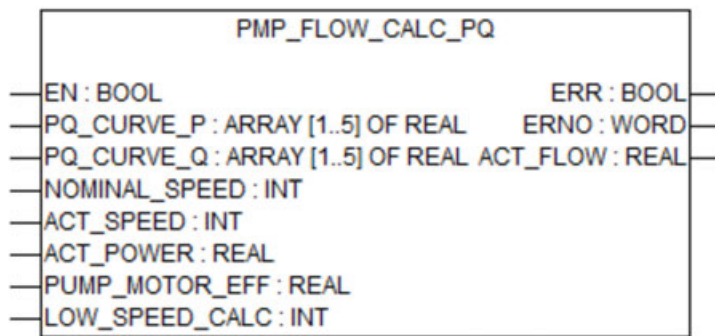 PMP_FLOW_CALC_PQ
EN : BOOL ERR : BOOL
PQ_CURVE_P : ARRAY [1..5] OF REAL ERNO : WORD
PQ_CURVE_Q : ARRAY [1..5] OF REAL ACT_FLOW : REAL
NOMINAL_SPEED : INT
ACT_SPEED : INT
ACT_POWER : REAL
PUMP_MOTOR_EFF : REAL
LOW_SPEED_CALC : INT